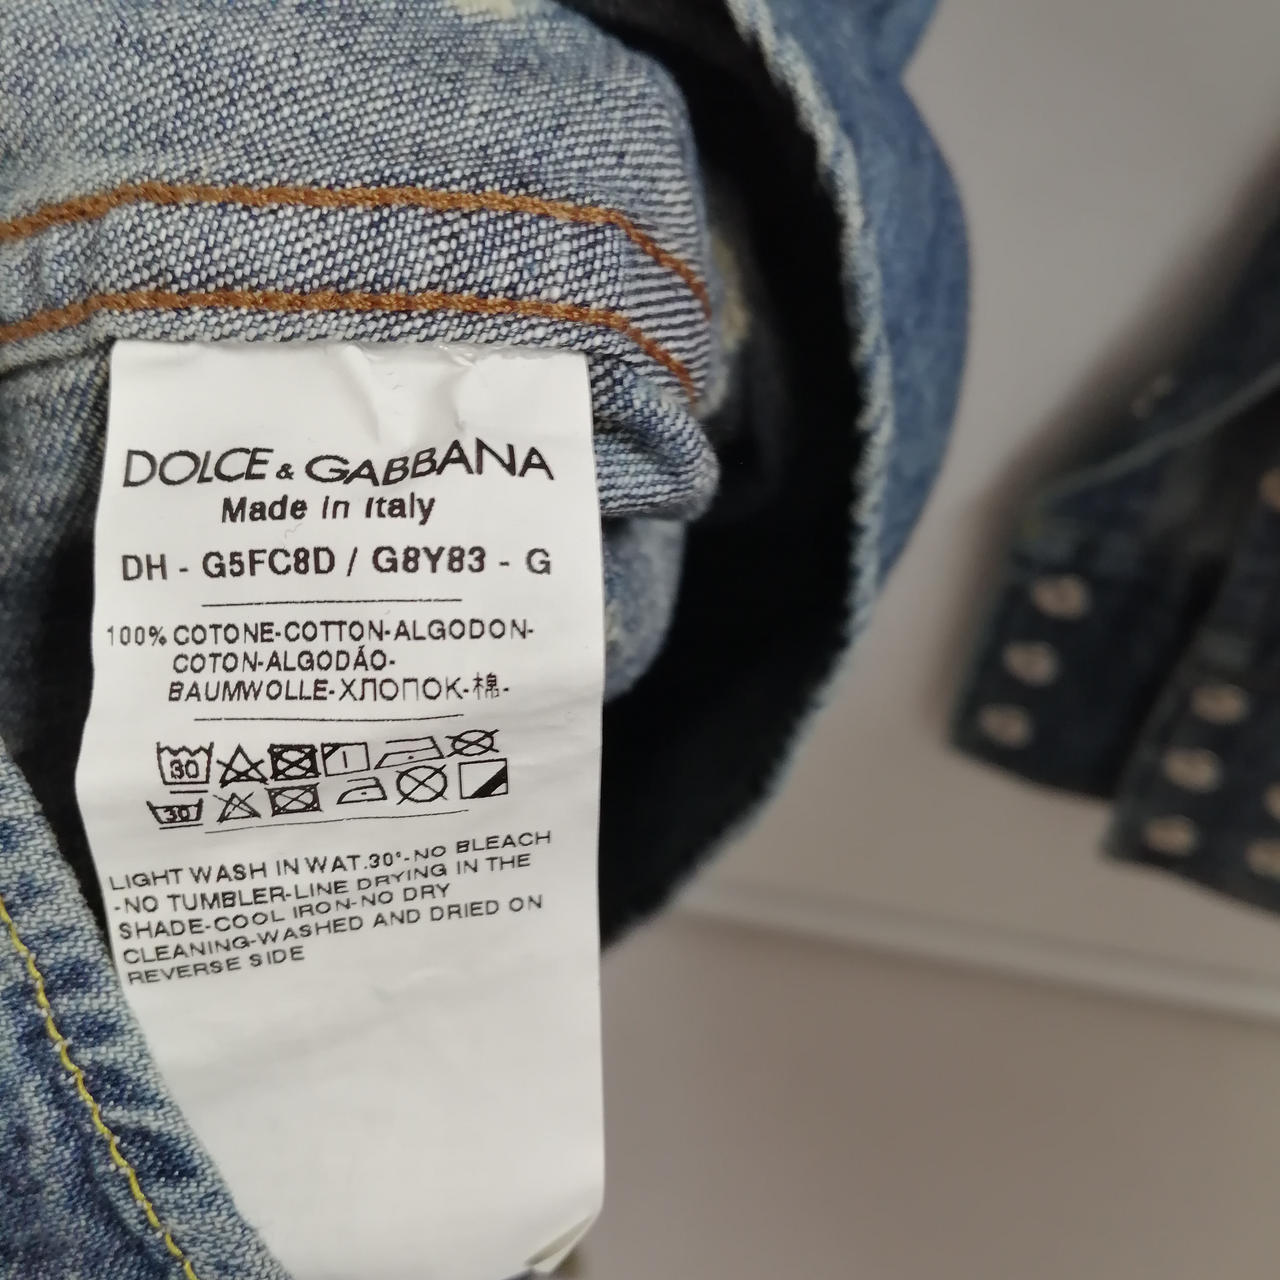 DOLCE & GABBANA
Made in Italy
DH - G5FC8D / G8Y83 - G
100% COTONE-COTTON-ALGODON-
COTON-ALGODÃO-
BAUMWOLLE-ХЛОПОК-棉-
30
30
LIGHT WASH IN WAT.30°-NO BLEACH
-NO TUMBLER-LINE DRYING IN THE
SHADE-COOL IRON-NO DRY
CLEANING-WASHED AND DRIED ON
REVERSE SIDE